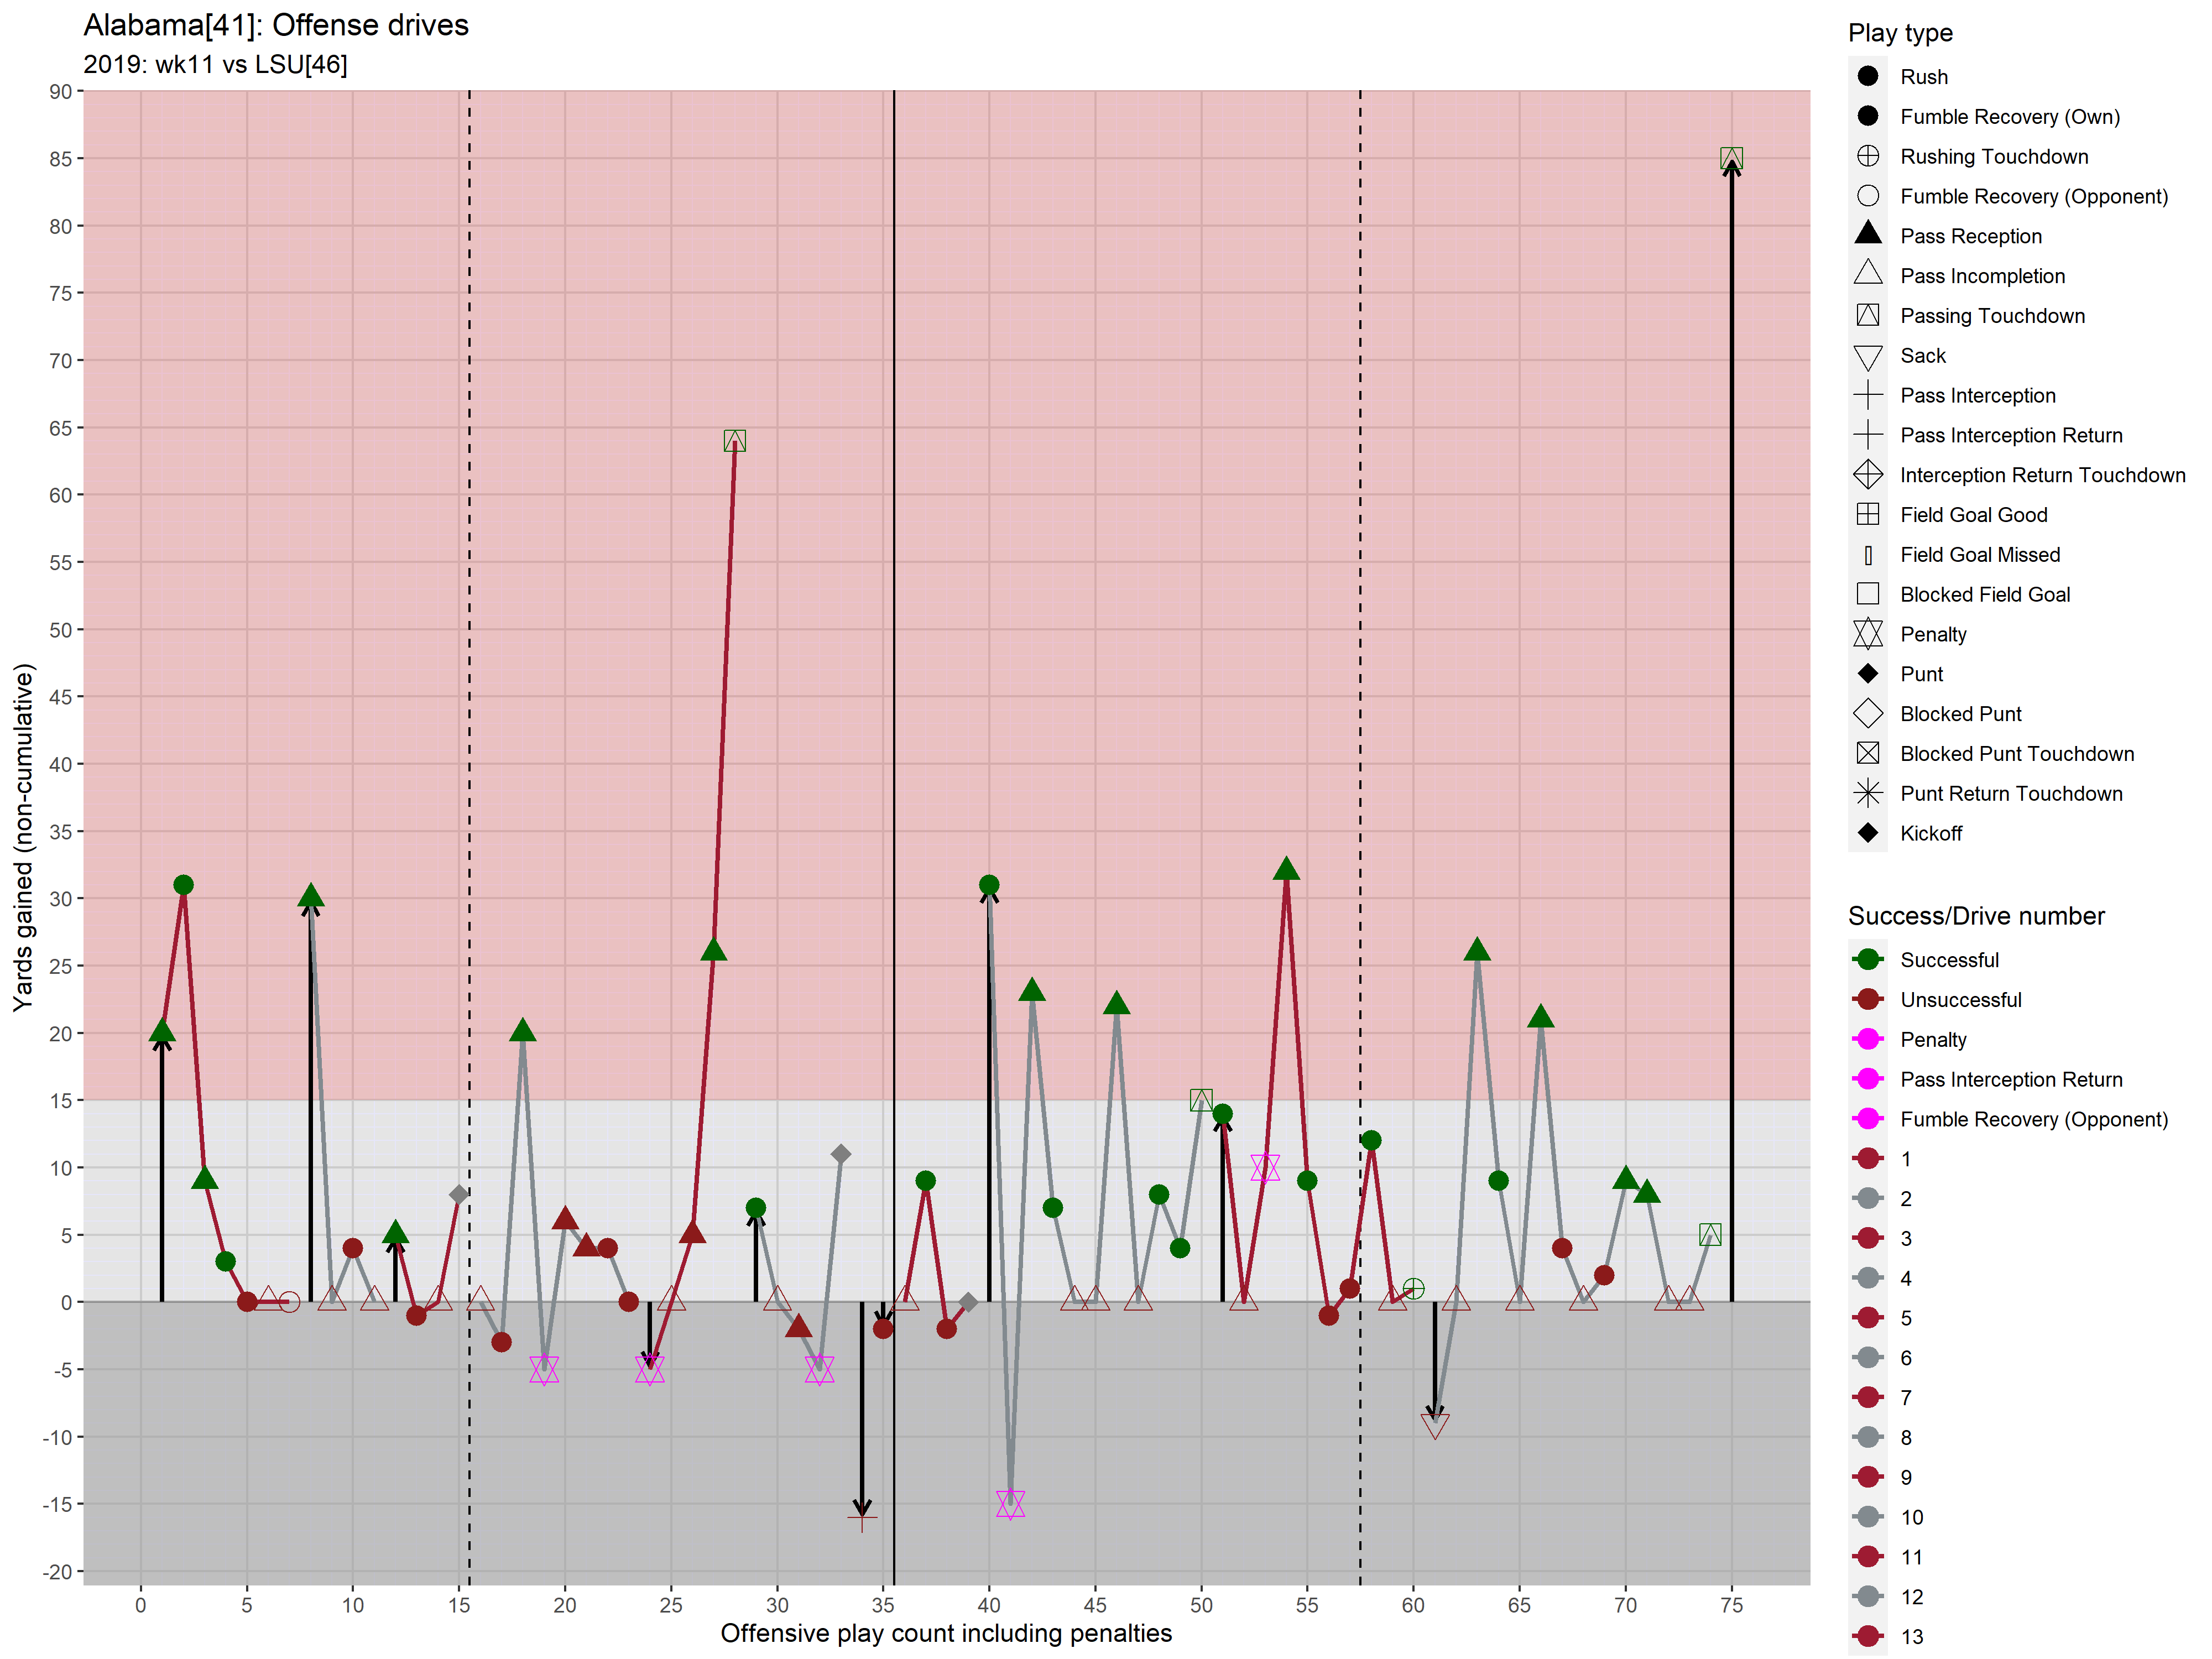 Alabama[41]: Offense drives
2019: wk11 vs LSU[46]
Yards gained (non-cumulative)
90
85
80
75
70
65
60
55
50
45
40
35
30
25
20
15
10
5
0
-5
-10
-15
-20
0 5 10 15 20 25 30 35 40 45 50 55 60 65 70 75
Offensive play count including penalties
Play type
Rush
Fumble Recovery (Own)
Rushing Touchdown
Fumble Recovery (Opponent)
Pass Reception
Pass Incompletion
Passing Touchdown
Sack
Pass Interception
Pass Interception Return
Interception Return Touchdown
Field Goal Good
Field Goal Missed
Blocked Field Goal
Penalty
Punt
Blocked Punt
Blocked Punt Touchdown
Punt Return Touchdown
Kickoff
Success/Drive number
Successful
Unsuccessful
Penalty
Pass Interception Return
Fumble Recovery (Opponent)
1
2
3
4
5
6
7
8
9
10
11
12
13